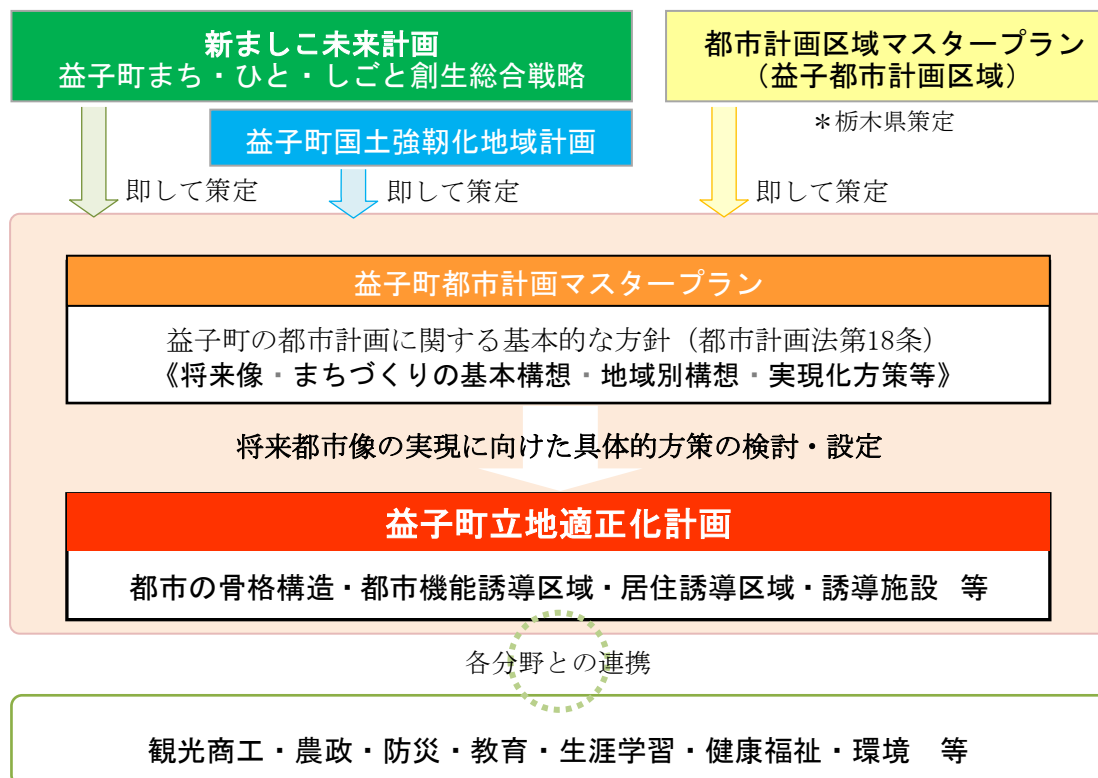 新ましこ未来計画
益子町まち・ひと・しごと創生総合戦略
都市計画区域マスタープラン
（益子都市計画区域）
＊栃木県策定
益子町国土強靭化地域計画
即して策定
即して策定
即して策定
益子町都市計画マスタープラン
益子町の都市計画に関する基本的な方針（都市計画法第18条）
《将来像・まちづくりの基本構想・地域別構想・実現化方策等》
将来都市像の実現に向けた具体的方策の検討・設定
益子町立地適正化計画
都市の骨格構造・都市機能誘導区域・居住誘導区域・誘導施設　等
各分野との連携
観光商工・農政・防災・教育・生涯学習・健康福祉・環境　等